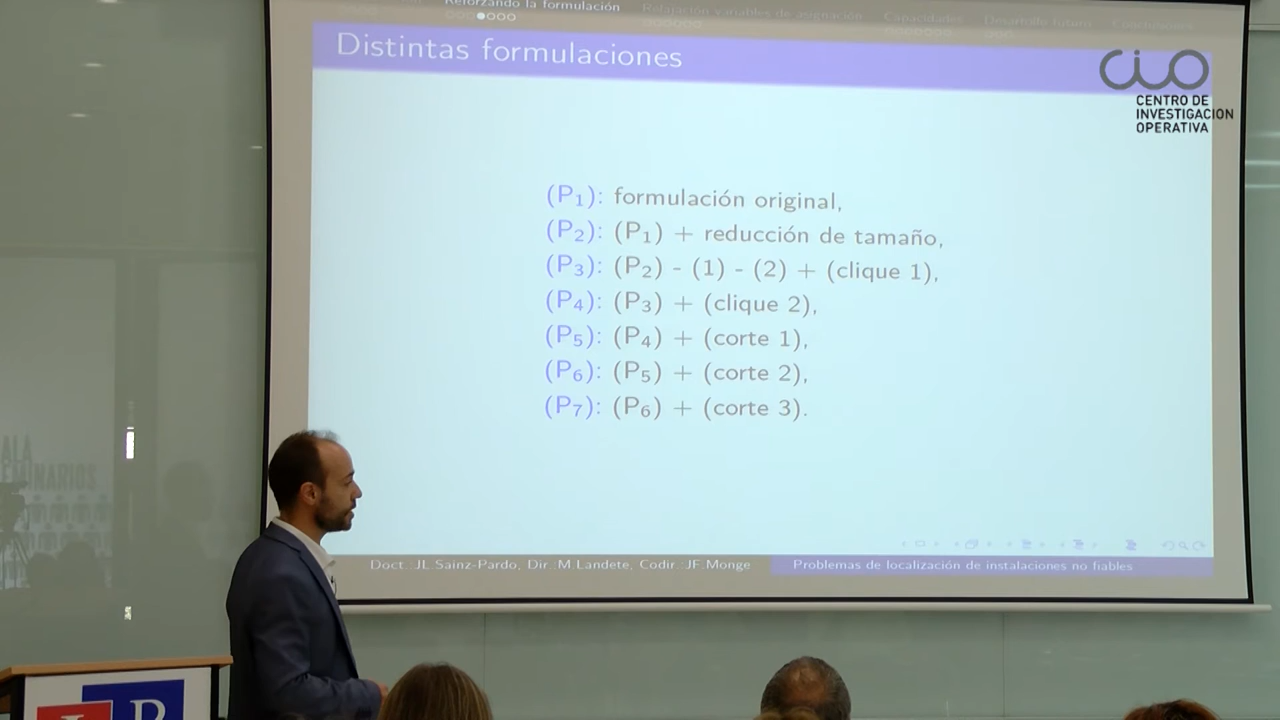 Reforzando la formulación
Relajación variables de asignación
Capacidades
Desarrollo futuro
Conclusiones
Distintas formulaciones
CIO
CENTRO DE
INVESTIGACION
OPERATIVA
(P₁): formulación original,
(P₂): (P₁) + reducción de tamaño,
(P₃): (P₂) - (1) - (2) + (clique 1),
(P₄): (P₃) + (clique 2),
(P₅): (P₄) + (corte 1),
(P₆): (P₅) + (corte 2),
(P₇): (P₆) + (corte 3).
Doct.:JL Sainz-Pardo, Dir.:M Landete, Codir.:JF.Monge
Problemas de localización de instalaciones no fiables